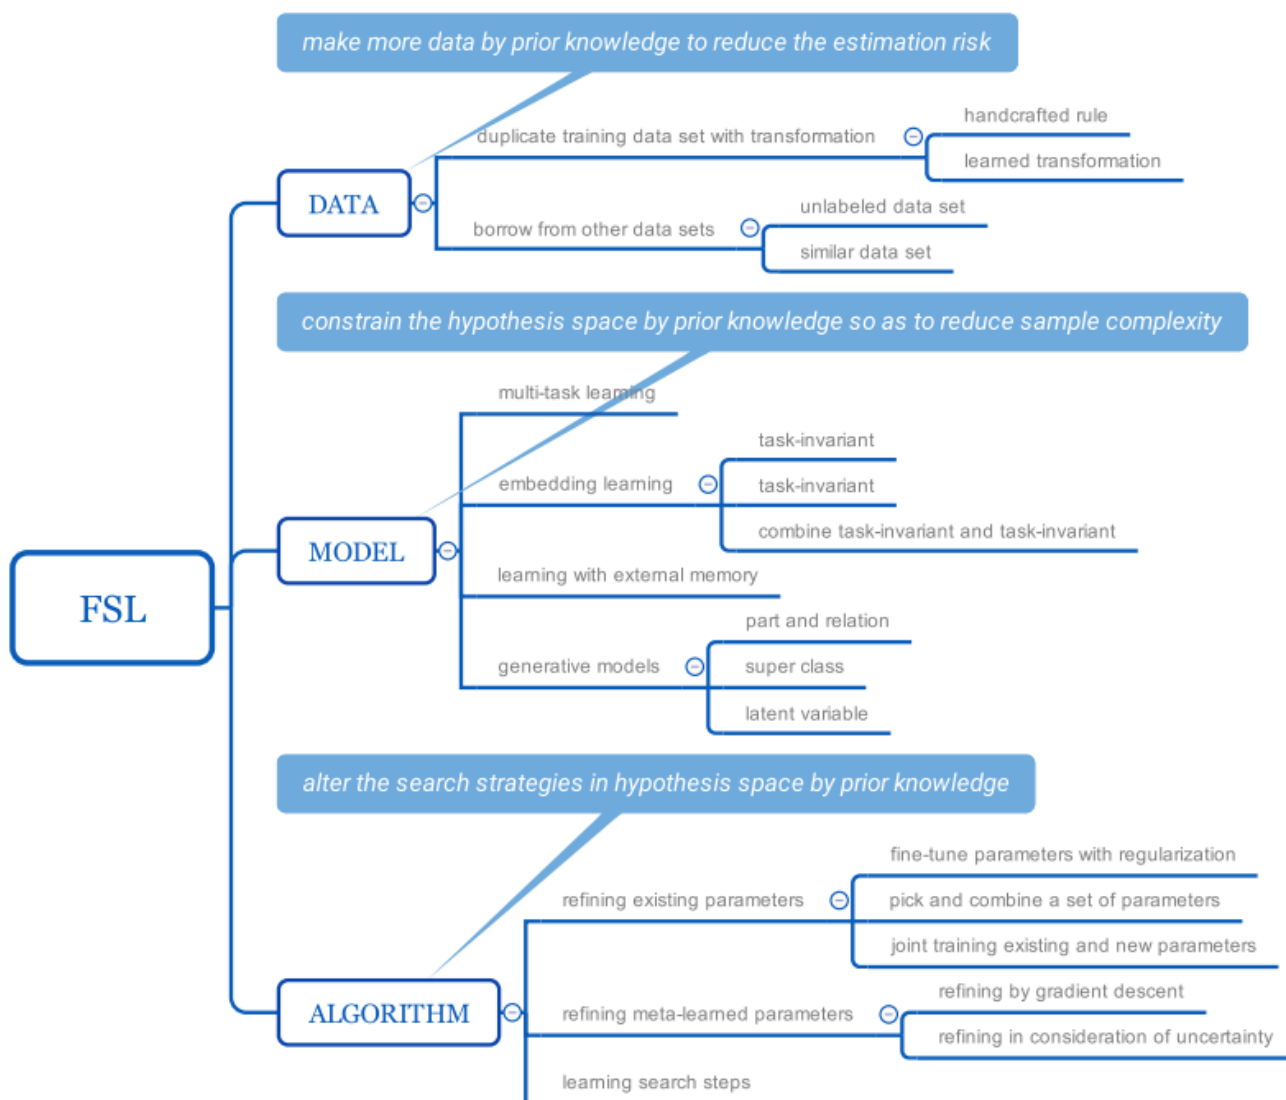 make more data by prior knowledge to reduce the estimation risk
duplicate training data set with transformation
handcrafted rule
learned transformation
DATA
borrow from other data sets
unlabeled data set
similar data set
constrain the hypothesis space by prior knowledge so as to reduce sample complexity
multi-task learning
embedding learning
task-invariant
task-invariant
combine task-invariant and task-invariant
MODEL
learning with external memory
generative models
part and relation
super class
latent variable
FSL
alter the search strategies in hypothesis space by prior knowledge
refining existing parameters
fine-tune parameters with regularization
pick and combine a set of parameters
joint training existing and new parameters
ALGORITHM
refining meta-learned parameters
refining by gradient descent
refining in consideration of uncertainty
learning search steps